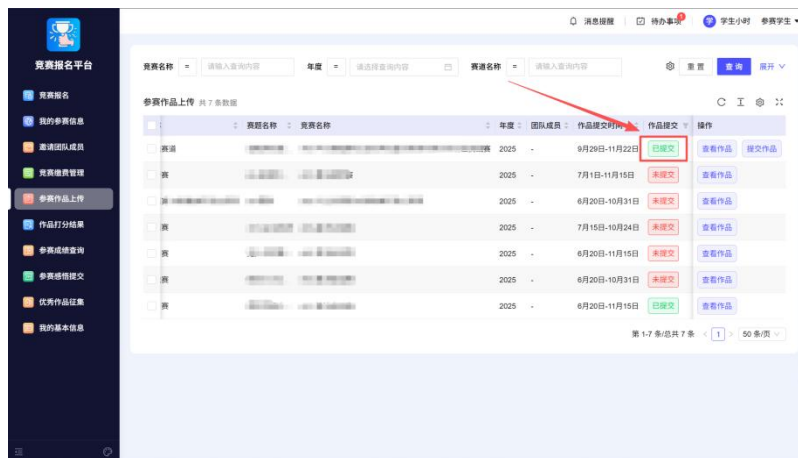 消息提醒 待办事项 学生小时 参赛学生
竞赛报名平台
竞赛报名
我的参赛信息
邀请团队成员
竞赛缴费管理
参赛作品上传
作品打分结果
参赛成绩查询
参赛感悟提交
优秀作品征集
我的基本信息
竞赛名称 = 请输入查询内容 年度 = 请选择查询内容 赛道名称 = 请输入查询内容 重置 查询 展开
参赛作品上传 共 7 条数据
赛题名称 竞赛名称 年度 团队成员 作品提交时间 作品提交 操作
赛道 2025 - 9月29日-11月22日 已提交 查看作品 提交作品
赛 2025 - 7月1日-11月15日 未提交 查看作品
2025 - 6月20日-10月31日 未提交 查看作品
赛 2025 - 7月15日-10月24日 未提交 查看作品
赛 2025 - 6月20日-11月15日 未提交 查看作品
赛 2025 - 6月20日-10月31日 未提交 查看作品
赛 2025 - 6月20日-11月15日 已提交 查看作品
第 1-7 条/总共 7 条 < 1 > 50 条/页